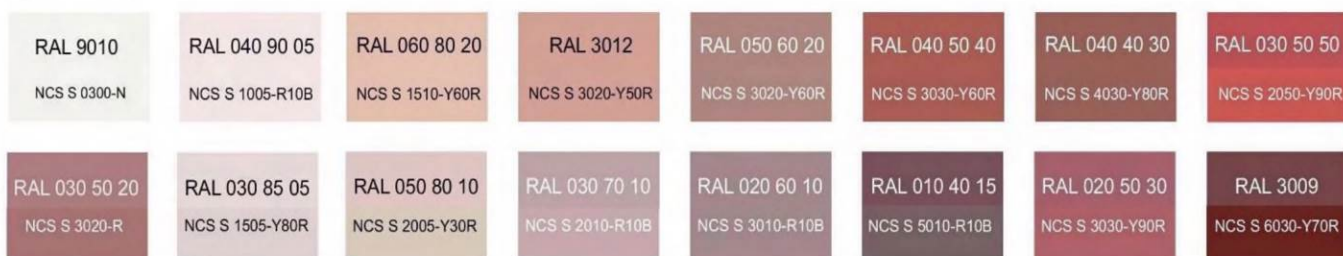 RAL 9010
NCS S 0300-N
RAL 040 90 05
NCS S 1005-R10B
RAL 060 80 20
NCS S 1510-Y60R
RAL 3012
NCS S 3020-Y50R
RAL 050 60 20
NCS S 3020-Y60R
RAL 040 50 40
NCS S 3030-Y60R
RAL 040 40 30
NCS S 4030-Y80R
RAL 030 50 50
NCS S 2050-Y90R
RAL 030 50 20
NCS S 3020-R
RAL 030 85 05
NCS S 1505-Y80R
RAL 050 80 10
NCS S 2005-Y30R
RAL 030 70 10
NCS S 2010-R10B
RAL 020 60 10
NCS S 3010-R10B
RAL 010 40 15
NCS S 5010-R10B
RAL 020 50 30
NCS S 3030-Y90R
RAL 3009
NCS S 6030-Y70R